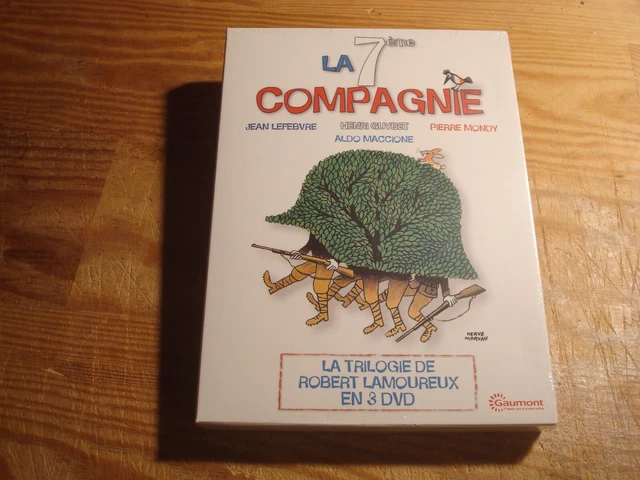 LA 7ème
COMPAGNIE
JEAN LEFEBVRE HENRI GUYBET PIERRE MONDY
ALDO MACCIONE
HERVÉ
MORVAN
LA TRILOGIE DE
ROBERT LAMOUREUX
EN 3 DVD
Gaumont